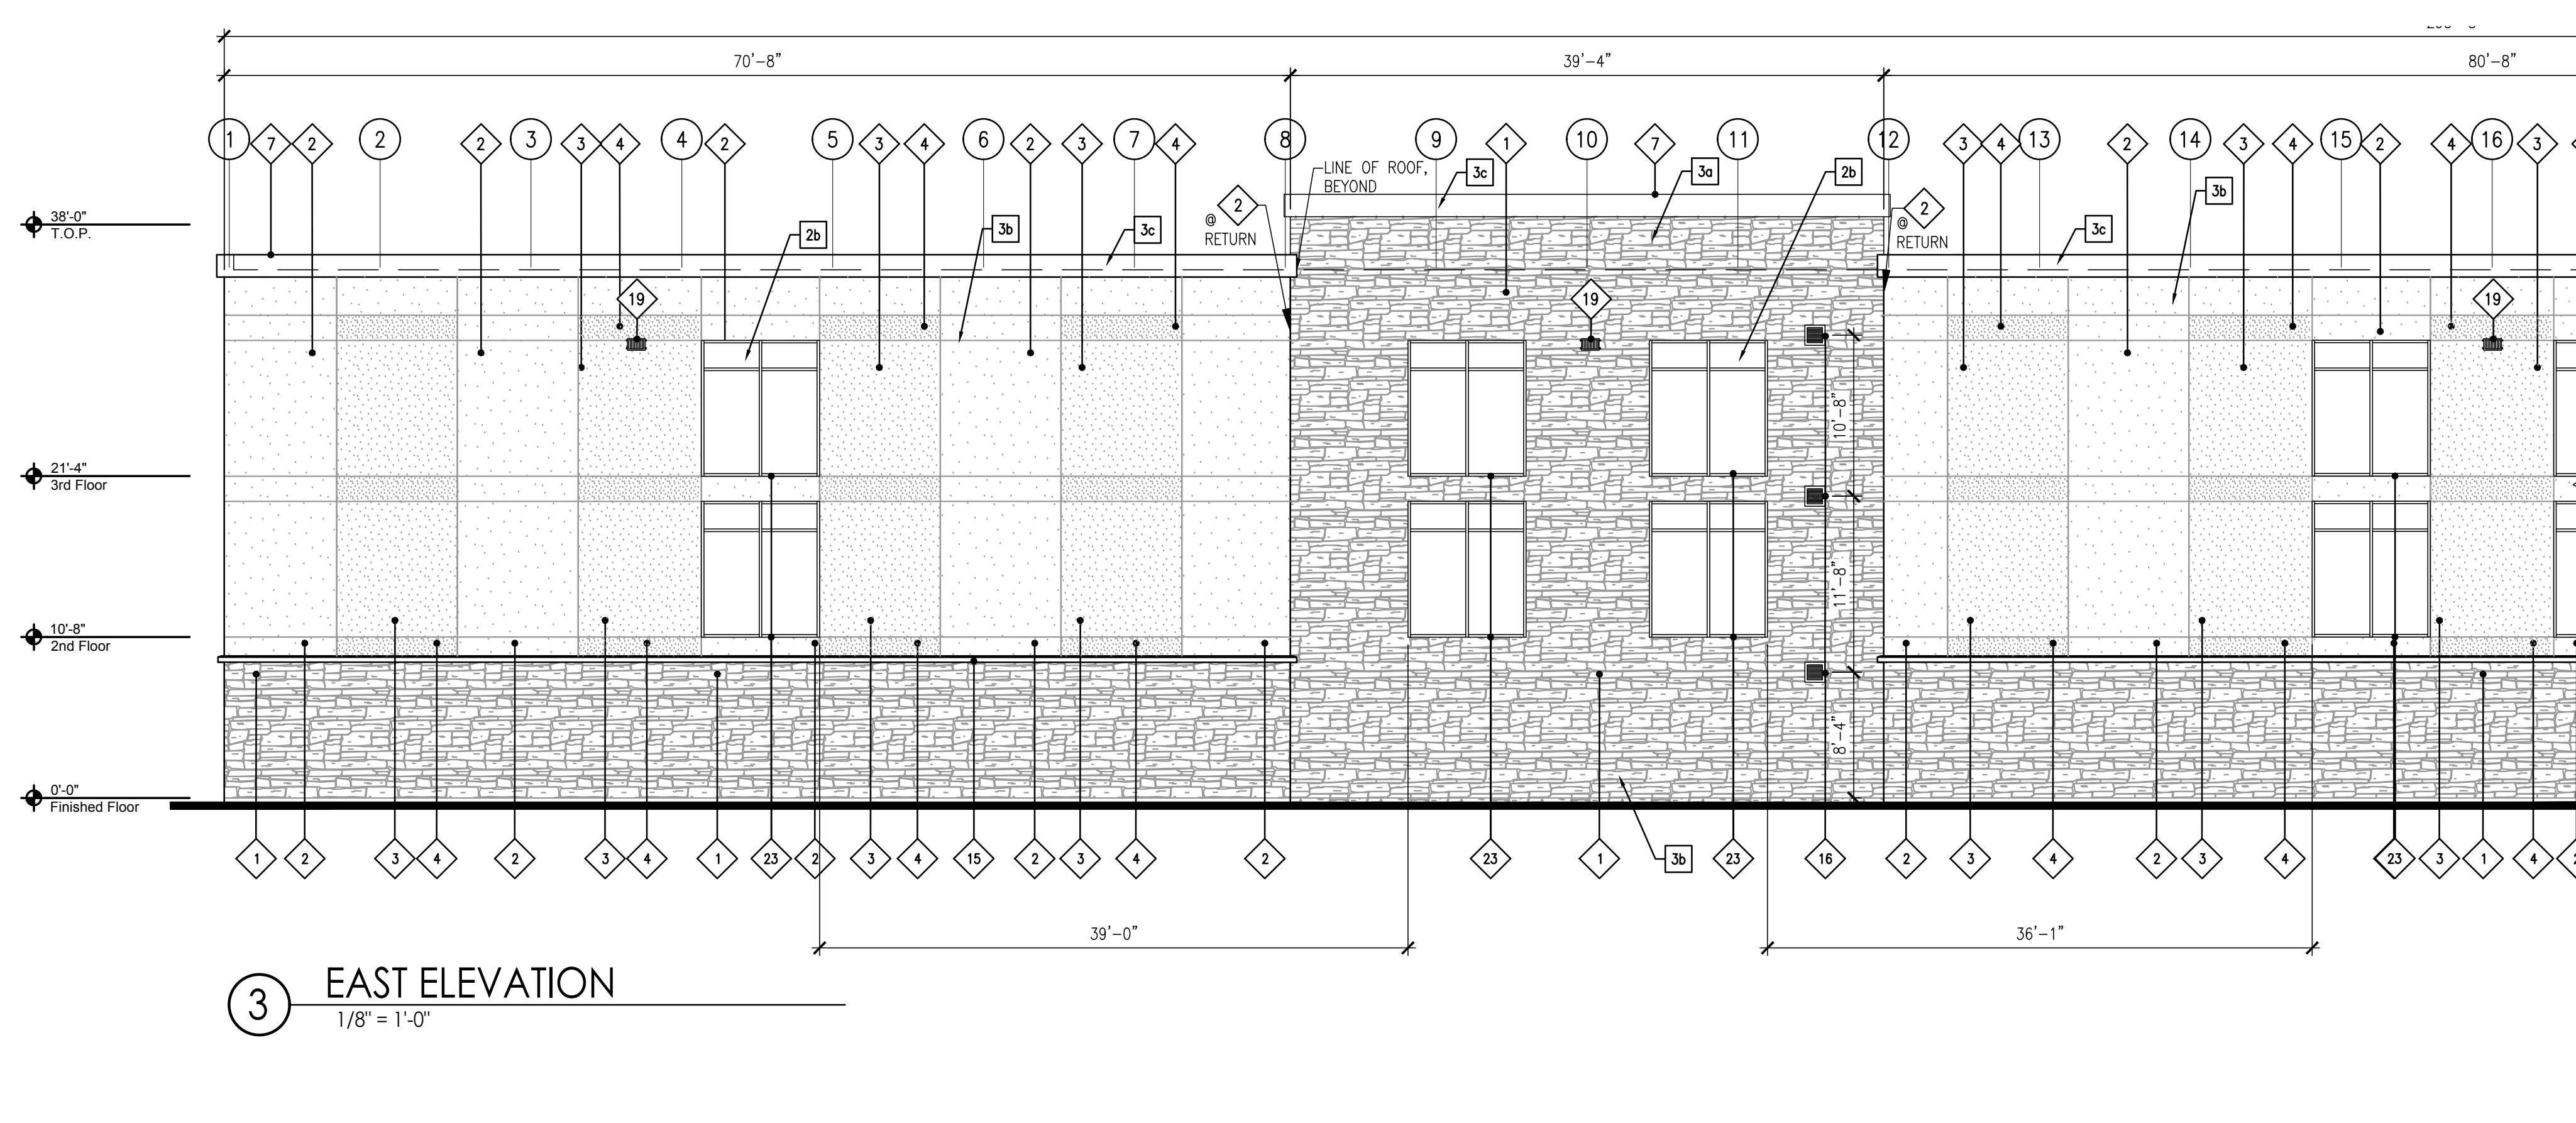 70'-8"
39'-4"
80'-8"
1 7 2 2 2 3 3 4 4 2 5 3 4 6 2 3 7 4 8 9 1 10 7 11 12 3 4 13 2 14 3 4 15 2 4 16 3
LINE OF ROOF,
BEYOND
3c
3a
2b
3b
2
@
RETURN
2
@
RETURN
38'-0"
T.O.P.
2b
3b
3c
3c
19
19
19
21'-4"
3rd Floor
10'-8"
11'-8"
8'-4"
10'-8"
2nd Floor
0'-0"
Finished Floor
1 2 3 4 2 3 4 1 23 2 3 4 15 2 3 4 2 23 1 3b 23 16 2 3 4 2 3 4 23 3 1 4
39'-0"
36'-1"
3
EAST ELEVATION
1/8" = 1'-0"